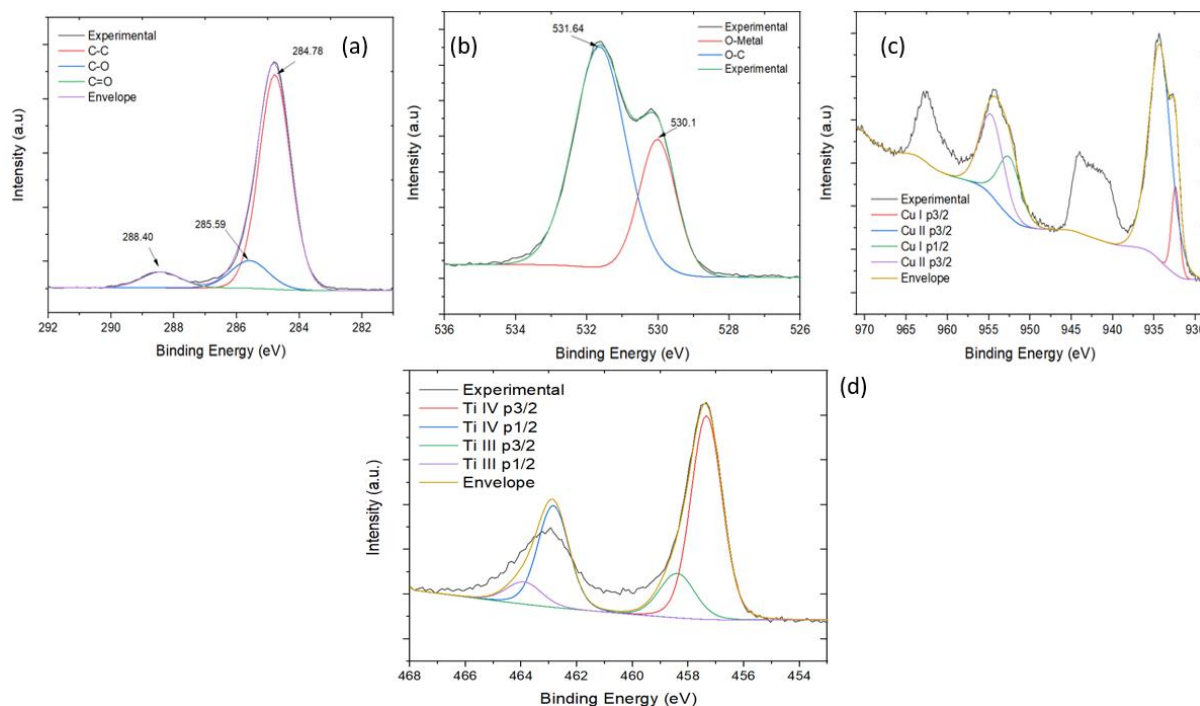 (a)
Experimental
C-C
C-O
C=O
Envelope
284.78
285.59
288.40
Intensity (a.u)
292 290 288 286 284 282
Binding Energy (eV)
(b)
531.64
O-Metal
O-C
Experimental
530.1
Intensity (a.u)
536 534 532 530 528 526
Binding Energy (eV)
(c)
Intensity (a.u)
Experimental
Cu I p3/2
Cu II p3/2
Cu I p1/2
Cu II p3/2
Envelope
970 965 960 955 950 945 940 935 930
Binding Energy (eV)
(d)
Experimental
Ti IV p3/2
Ti IV p1/2
Ti III p3/2
Ti III p1/2
Envelope
Intensity (a.u.)
468 466 464 462 460 458 456 454
Binding Energy (eV)